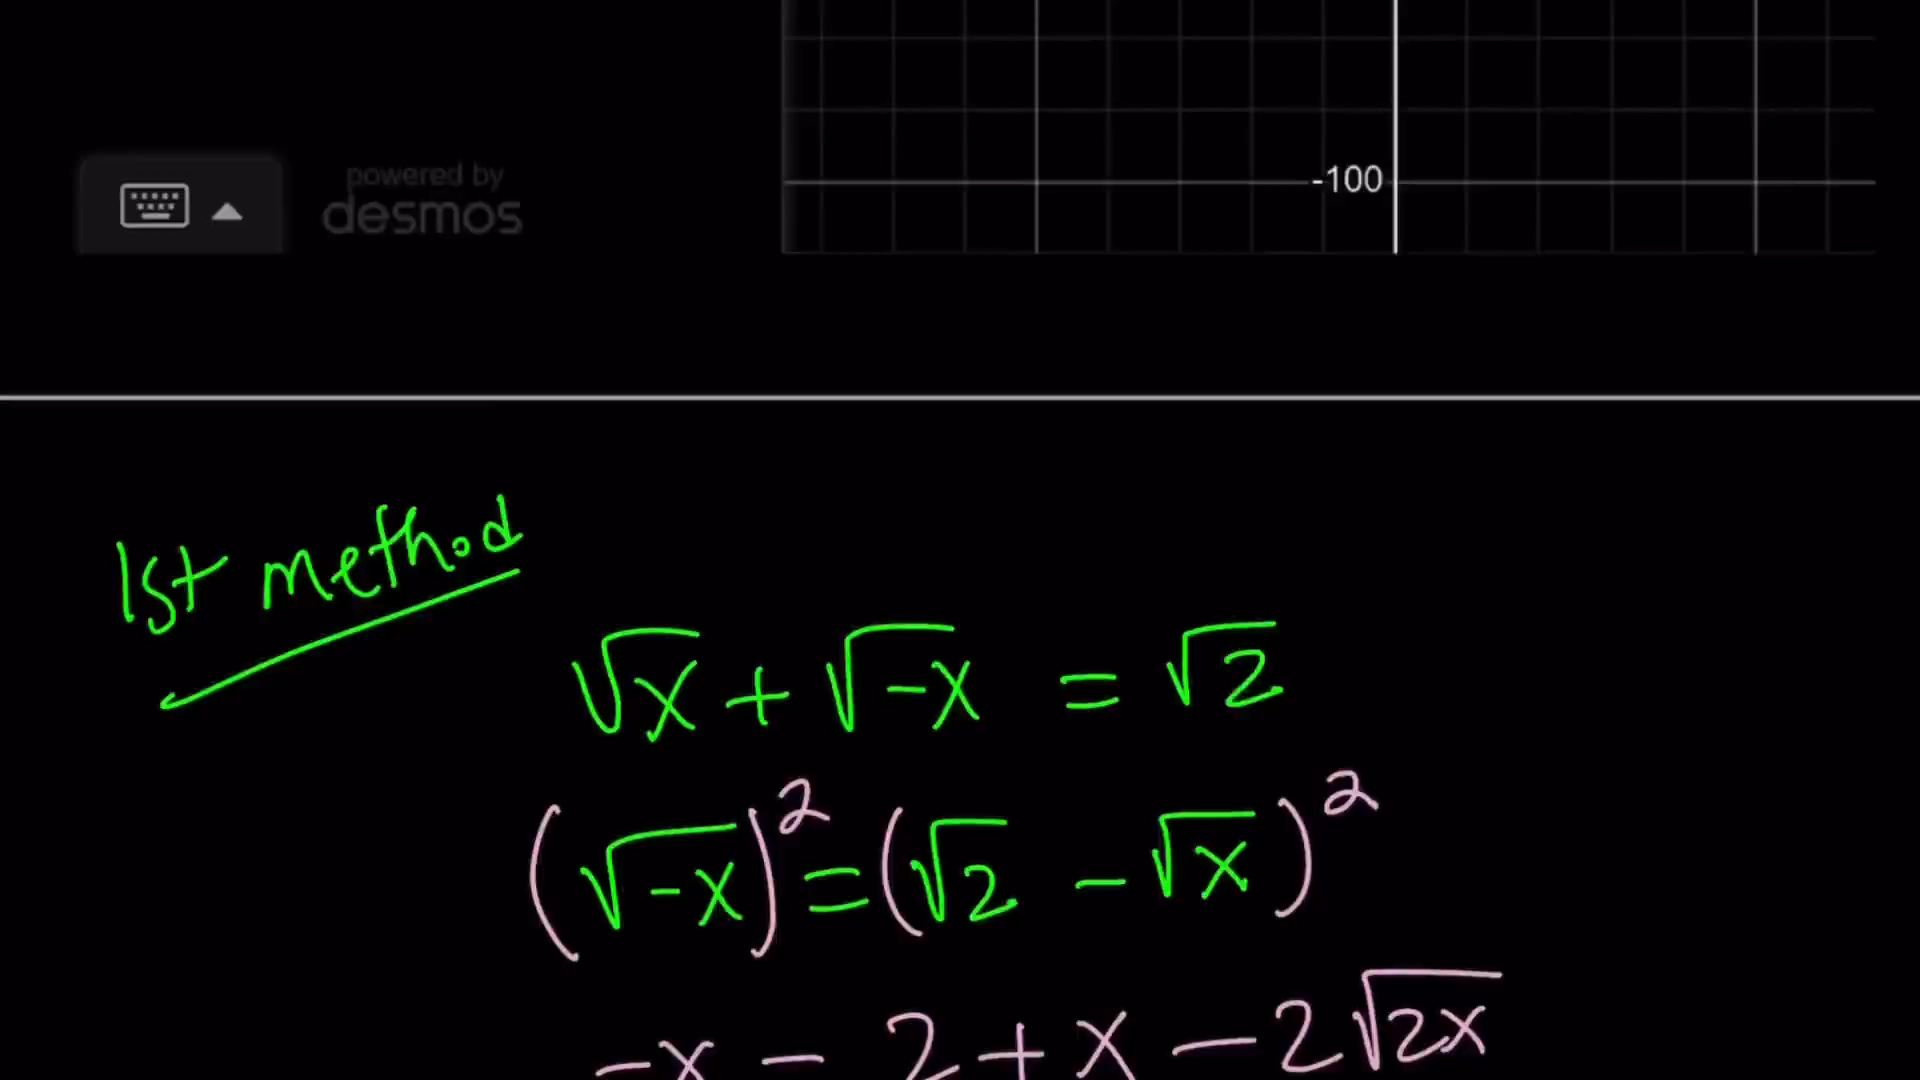 powered by
desmos
-100
1st method
√x + √-x = √2
(√-x)² = (√2 - √x)²
-x = 2 + x - 2√2x